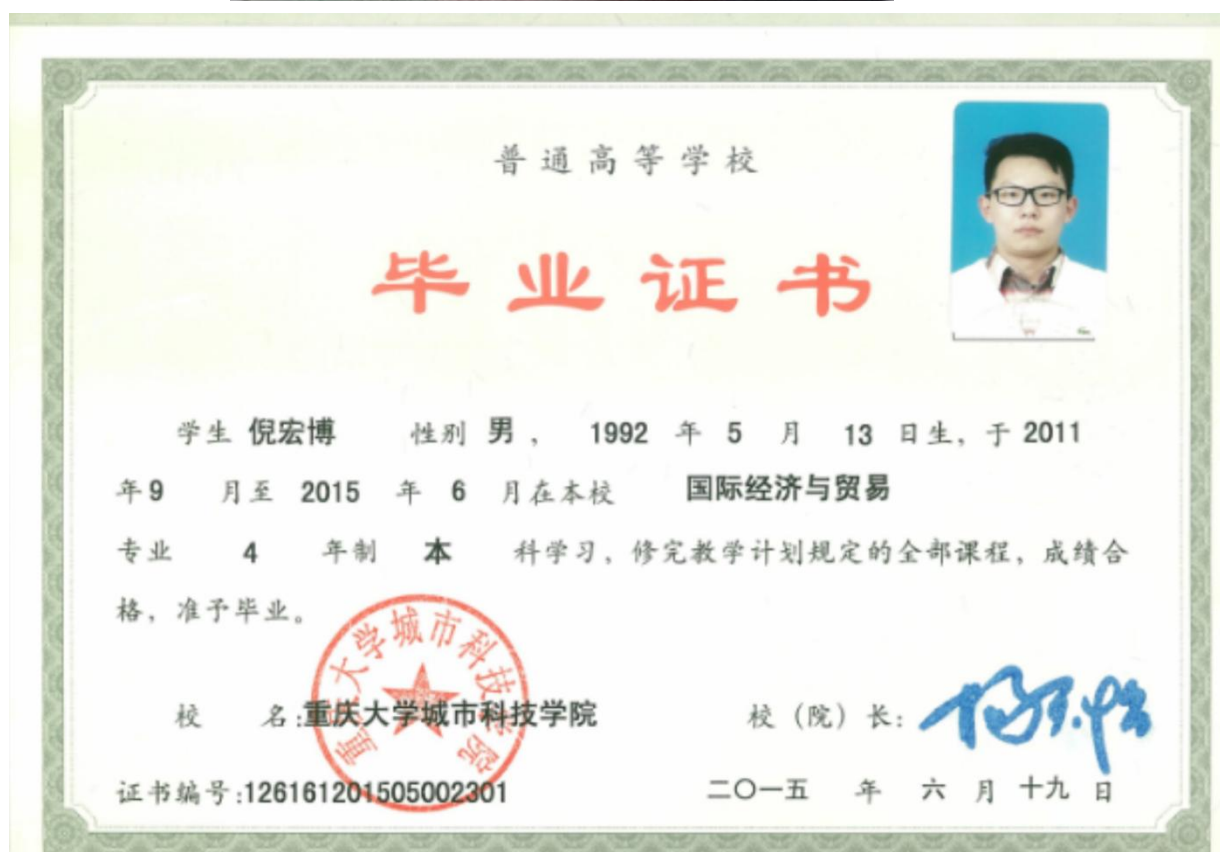 普通高等学校
毕业证书
学生 倪宏博 性别 男 ， 1992 年 5 月 13 日生，于 2011
年9 月至 2015 年 6 月在本校 国际经济与贸易
专业 4 年制 本 科学习，修完教学计划规定的全部课程，成绩合
格，准予毕业。
重庆大学城市科技学院
校 名:重庆大学城市科技学院 校（院）长:
证书编号:126161201505002301 二〇一五 年 六 月 十九 日